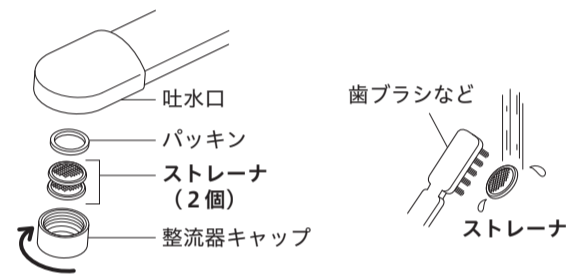 吐水口
パッキン
ストレーナ
（２個）
整流器キャップ
歯ブラシなど
ストレーナ